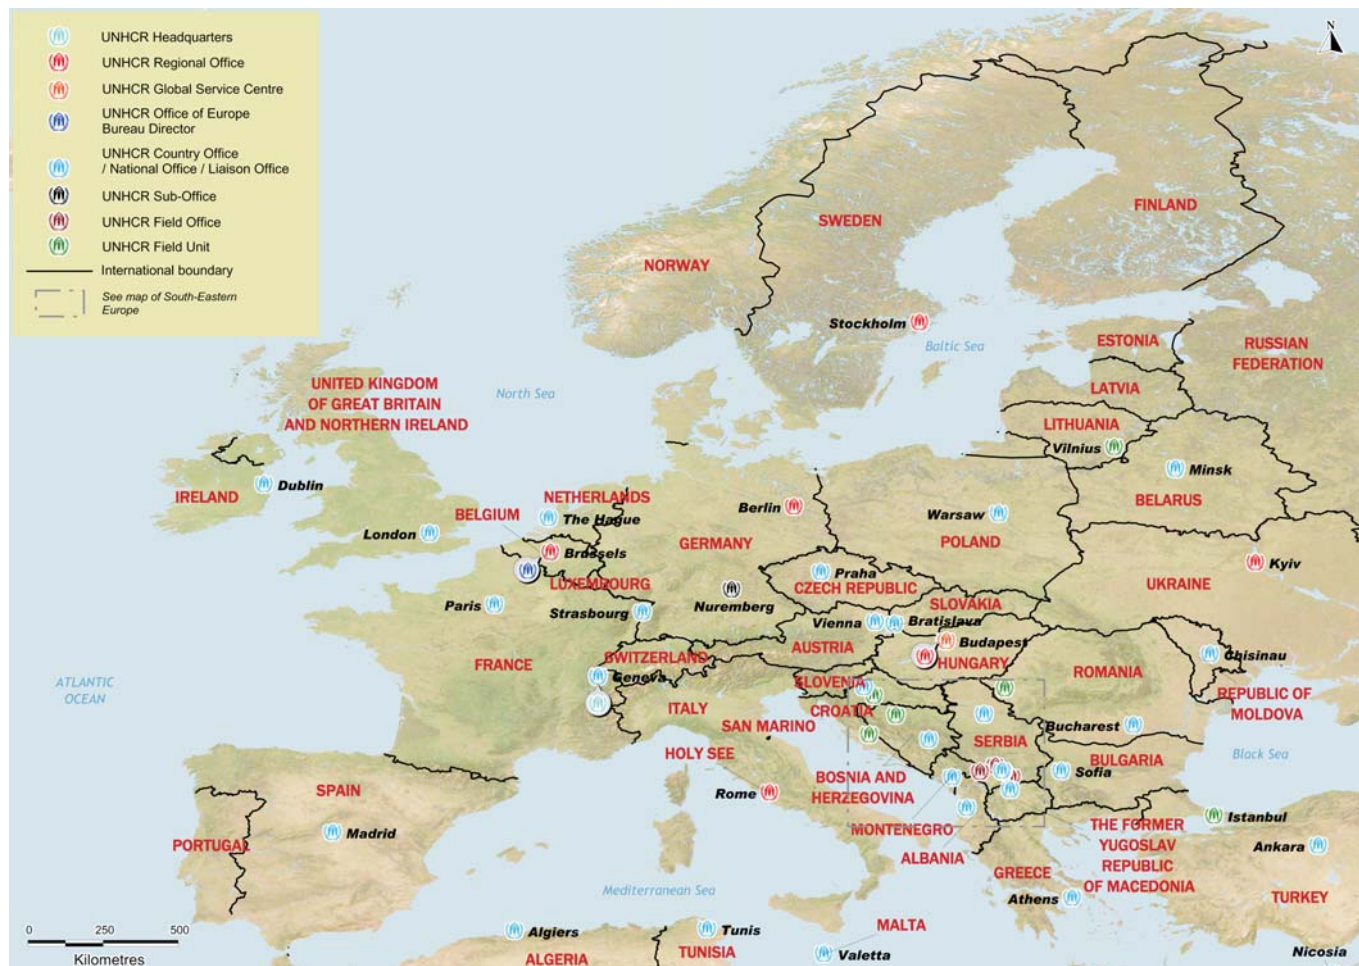 UNHCR Headquarters
UNHCR Regional Office
UNHCR Global Service Centre
UNHCR Office of Europe
Bureau Director
UNHCR Country Office
/ National Office / Liaison Office
UNHCR Sub-Office
UNHCR Field Office
UNHCR Field Unit
International boundary
See map of South-Eastern
Europe
N
SWEDEN
FINLAND
NORWAY
Stockholm
Baltic Sea
ESTONIA
RUSSIAN
FEDERATION
LATVIA
North Sea
UNITED KINGDOM
OF GREAT BRITAIN
AND NORTHERN IRELAND
LITHUANIA
Vilnius
Minsk
BELARUS
IRELAND
Dublin
NETHERLANDS
The Hague
BELGIUM
Berlin
Warsaw
London
GERMANY
POLAND
Brussels
Kyiv
LUXEMBOURG
Praha
CZECH REPUBLIC
UKRAINE
Paris
Strasbourg
Nuremberg
SLOVAKIA
Vienna
Bratislava
Budapest
AUSTRIA
FRANCE
SWITZERLAND
HUNGARY
Chisinau
Geneva
ROMANIA
ATLANTIC
OCEAN
SLOVENIA
REPUBLIC OF
MOLDOVA
ITALY
CROATIA
SAN MARINO
SERBIA
Bucharest
HOLY SEE
Black Sea
BULGARIA
Sofia
BOSNIA AND
HERZEGOVINA
SPAIN
Rome
MONTENEGRO
Istanbul
Madrid
PORTUGAL
THE FORMER
YUGOSLAV
REPUBLIC
OF MACEDONIA
Ankara
ALBANIA
GREECE
Mediterranean Sea
Athens
TURKEY
MALTA
Algiers
Tunis
TUNISIA
ALGERIA
Valetta
Nicosia
0 250 500
Kilometres